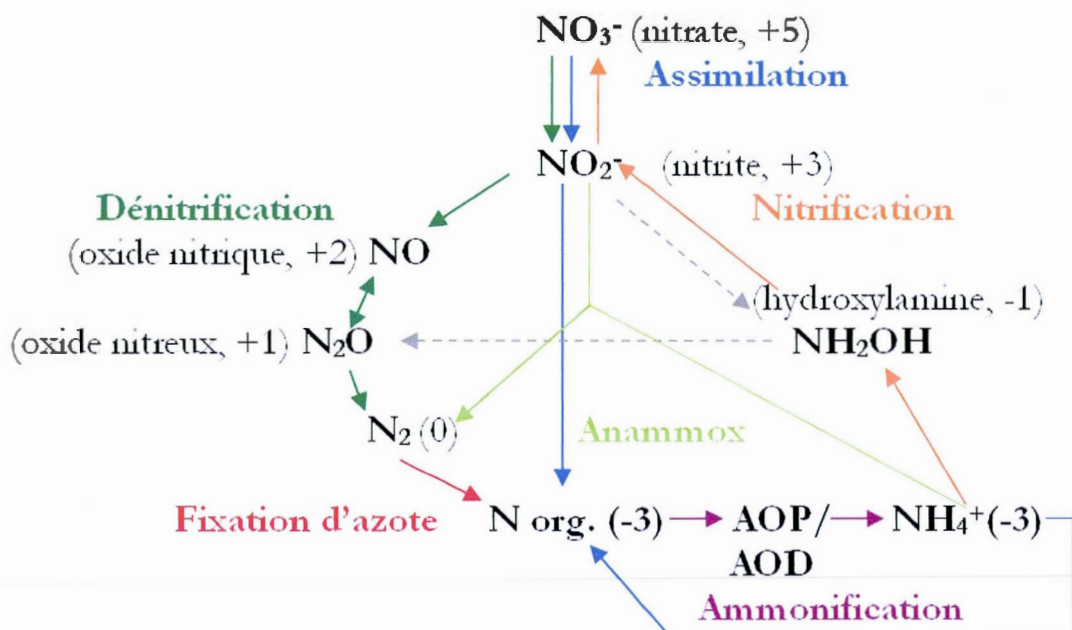 NO₃⁻ (nitrate, +5)
Assimilation
NO₂⁻ (nitrite, +3)
Dénitrification
Nitrification
(oxide nitrique, +2) NO
(hydroxylamine, -1)
(oxide nitreux, +1) N₂O
NH₂OH
N₂ (0)
Anammox
Fixation d'azote
N org. (-3)
AOP/
AOD
NH₄⁺(-3)
Ammonification